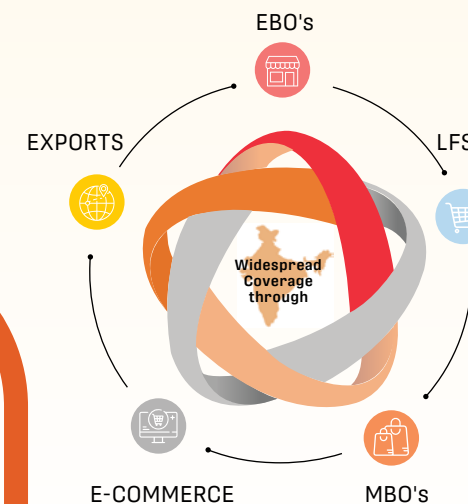 EBO's
EXPORTS
LFS
Widespread
Coverage
through
E-COMMERCE
MBO's